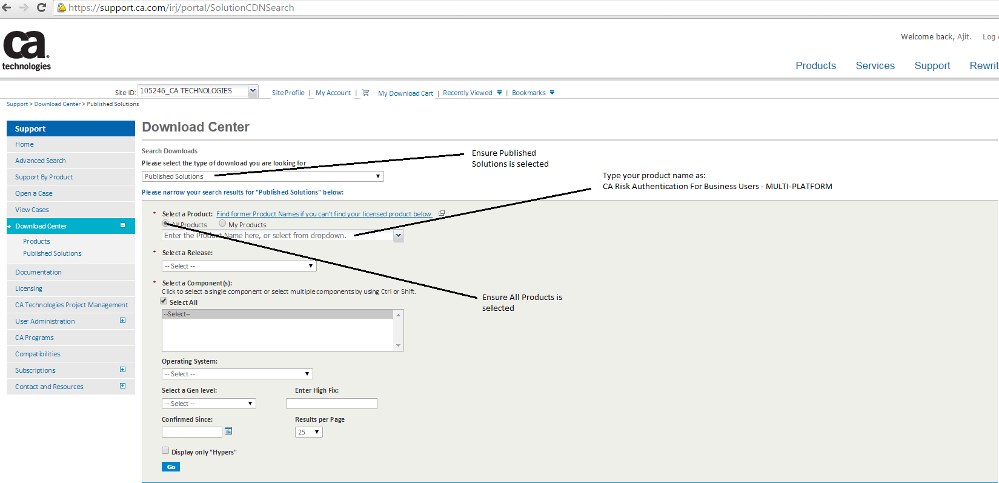 https://support.ca.com/irj/portal/SolutionCDNSearch
ca
technologies
Welcome back, Ajit. Log
Products Services Support Rewrit
Site ID: 105246_CA TECHNOLOGIES Site Profile | My Account | My Download Cart | Recently Viewed | Bookmarks
Support > Download Center > Published Solutions
Support
Home
Advanced Search
Support By Product
Open a Case
View Cases
Download Center
Products
Published Solutions
Documentation
Licensing
CA Technologies Project Management
User Administration
CA Programs
Compatibilities
Subscriptions
Contact and Resources
Download Center
Search Downloads
Please select the type of download you are looking for
Published Solutions
Ensure Published
Solutions is selected
Please narrow your search results for "Published Solutions" below:
Type your product name as:
CA Risk Authentication For Business Users - MULTI-PLATFORM
* Select a Product: Find former Product Names if you can't find your licensed product below
All Products My Products
Enter the Product Name here, or select from dropdown.
* Select a Release:
-- Select --
* Select a Component(s):
Click to select a single component or select multiple components by using Ctrl or Shift.
Select All
--Select--
Ensure All Products is
selected
Operating System:
-- Select --
Select a Gen level: Enter High Fix:
-- Select --
Confirmed Since: Results per Page
25
Display only "Hypers"
Go